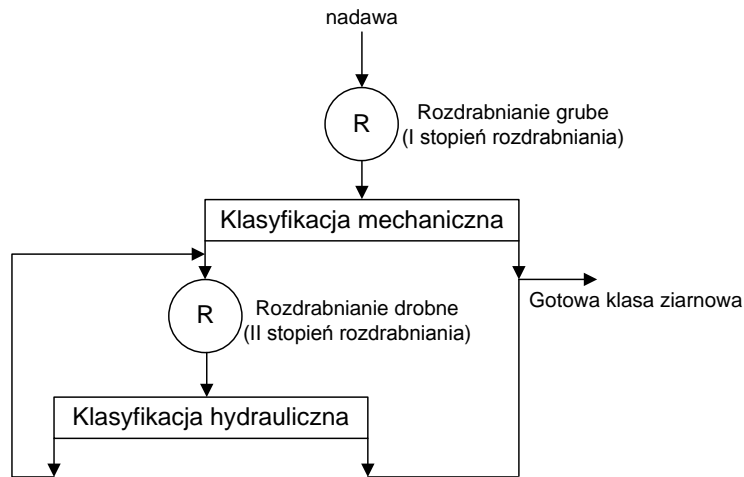 nadawa
R
Rozdrabnianie grube
(I stopień rozdrabniania)
Klasyfikacja mechaniczna
R
Rozdrabnianie drobne
(II stopień rozdrabniania)
Gotowa klasa ziarnowa
Klasyfikacja hydrauliczna